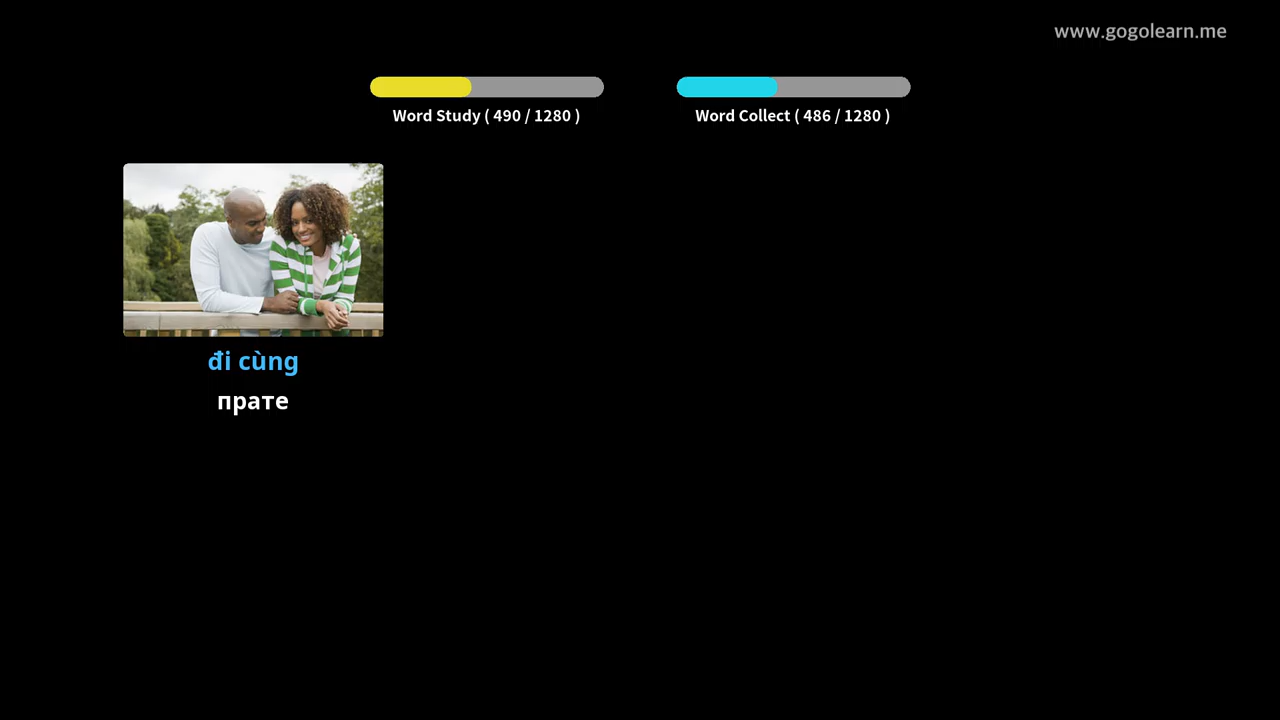 www.gogolearn.me
Word Study ( 490 / 1280 )
Word Collect ( 486 / 1280 )
đi cùng
прате